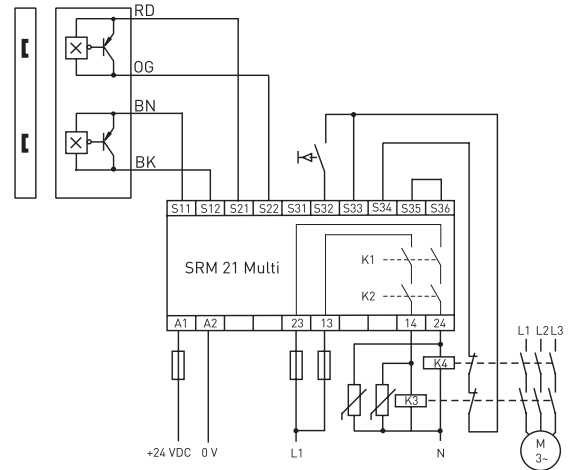 RD
OG
BN
BK
S11 S12 S21 S22 S31 S32 S33 S34 S35 S36
SRM 21 Multi
K1
K2
A1 A2 23 13 14 24
L1 L2 L3
K4
K3
+24 VDC 0 V L1 N
M
3~